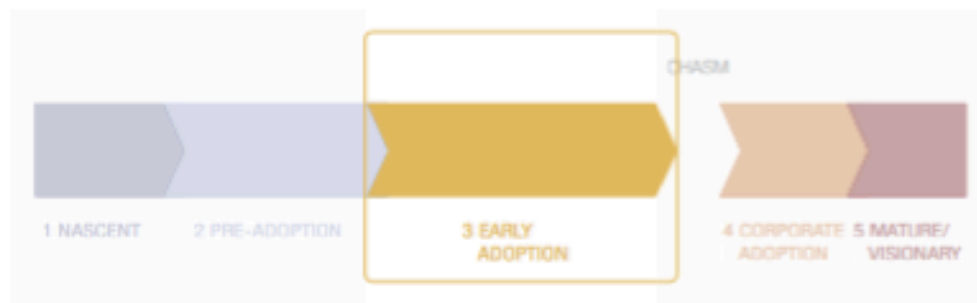 CHASM
1 NASCENT
2 PRE-ADOPTION
3 EARLY
ADOPTION
4 CORPORATE
ADOPTION
5 MATURE/
VISIONARY